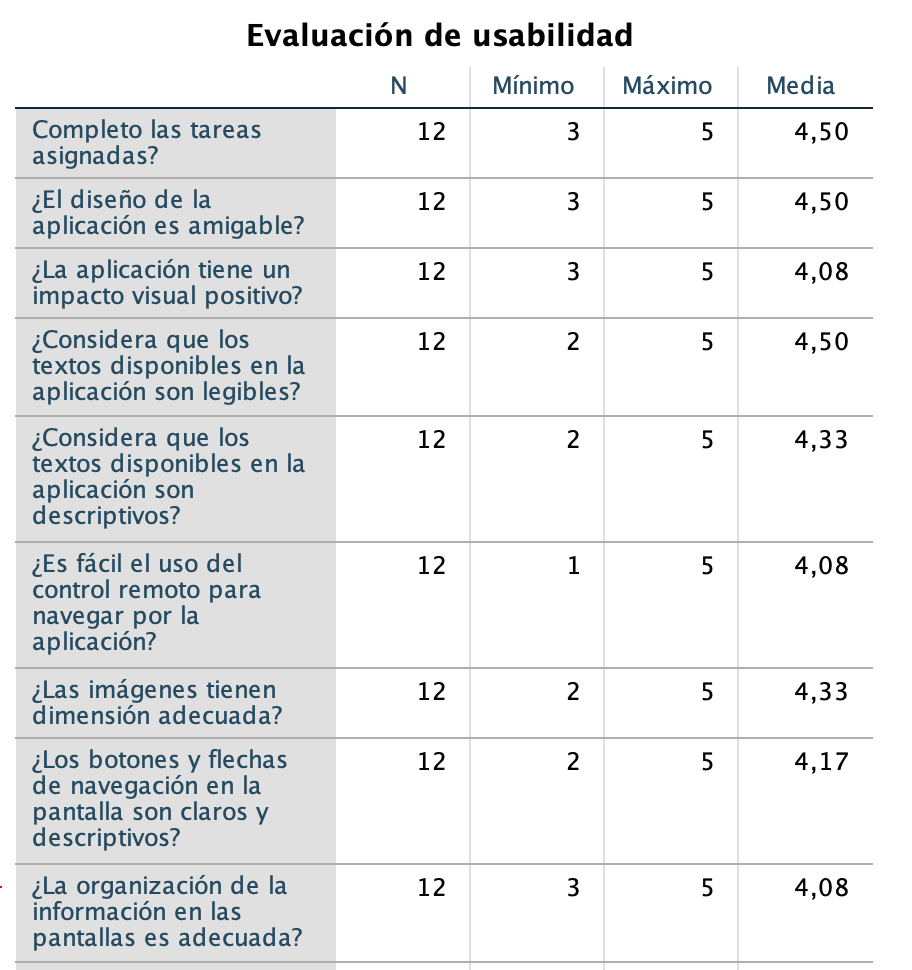 Evaluación de usabilidad
N Mínimo Máximo Media
Completo las tareas 12 3 5 4,50
asignadas?
¿El diseño de la 12 3 5 4,50
aplicación es amigable?
¿La aplicación tiene un 12 3 5 4,08
impacto visual positivo?
¿Considera que los 12 2 5 4,50
textos disponibles en la
aplicación son legibles?
¿Considera que los 12 2 5 4,33
textos disponibles en la
aplicación son
descriptivos?
¿Es fácil el uso del 12 1 5 4,08
control remoto para
navegar por la
aplicación?
¿Las imágenes tienen 12 2 5 4,33
dimensión adecuada?
¿Los botones y flechas 12 2 5 4,17
de navegación en la
pantalla son claros y
descriptivos?
¿La organización de la 12 3 5 4,08
información en las
pantallas es adecuada?